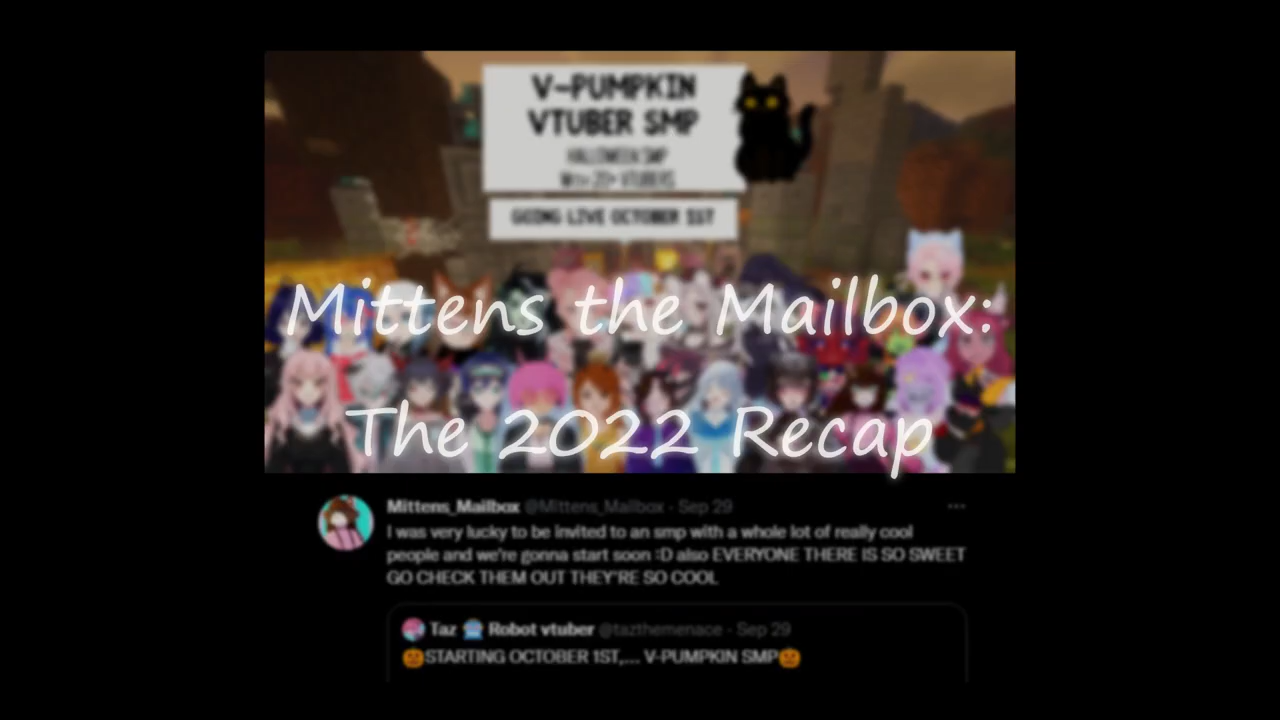 V-PUMPKIN
VTUBER SMP
HALLOWEEN SMP
GOING LIVE OCTOBER 1ST
Mittens the Mailbox:
The 2022 Recap
Mittens_Mailbox @Mittens_Mailbox · Sep 29
I was very lucky to be invited to an smp with a whole lot of really cool
people and we're gonna start soon :D also EVERYONE THERE IS SO SWEET
GO CHECK THEM OUT THEY'RE SO COOL
Taz 🤖 Robot vtuber @tazthemenace · Sep 29
🎃STARTING OCTOBER 1ST,... V-PUMPKIN SMP🎃